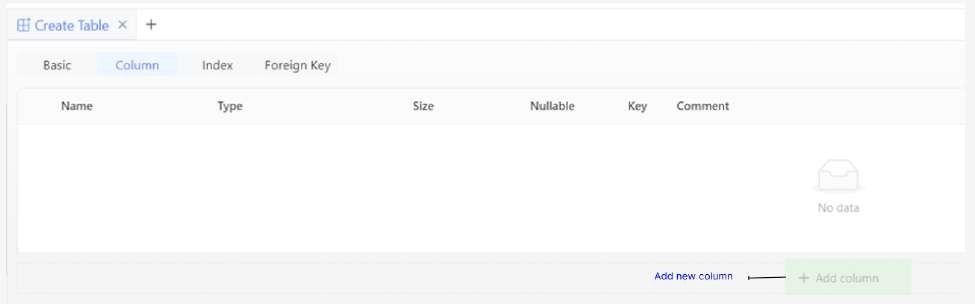 Create Table × +
Basic Column Index Foreign Key
Name Type Size Nullable Key Comment
No data
Add new column + Add column